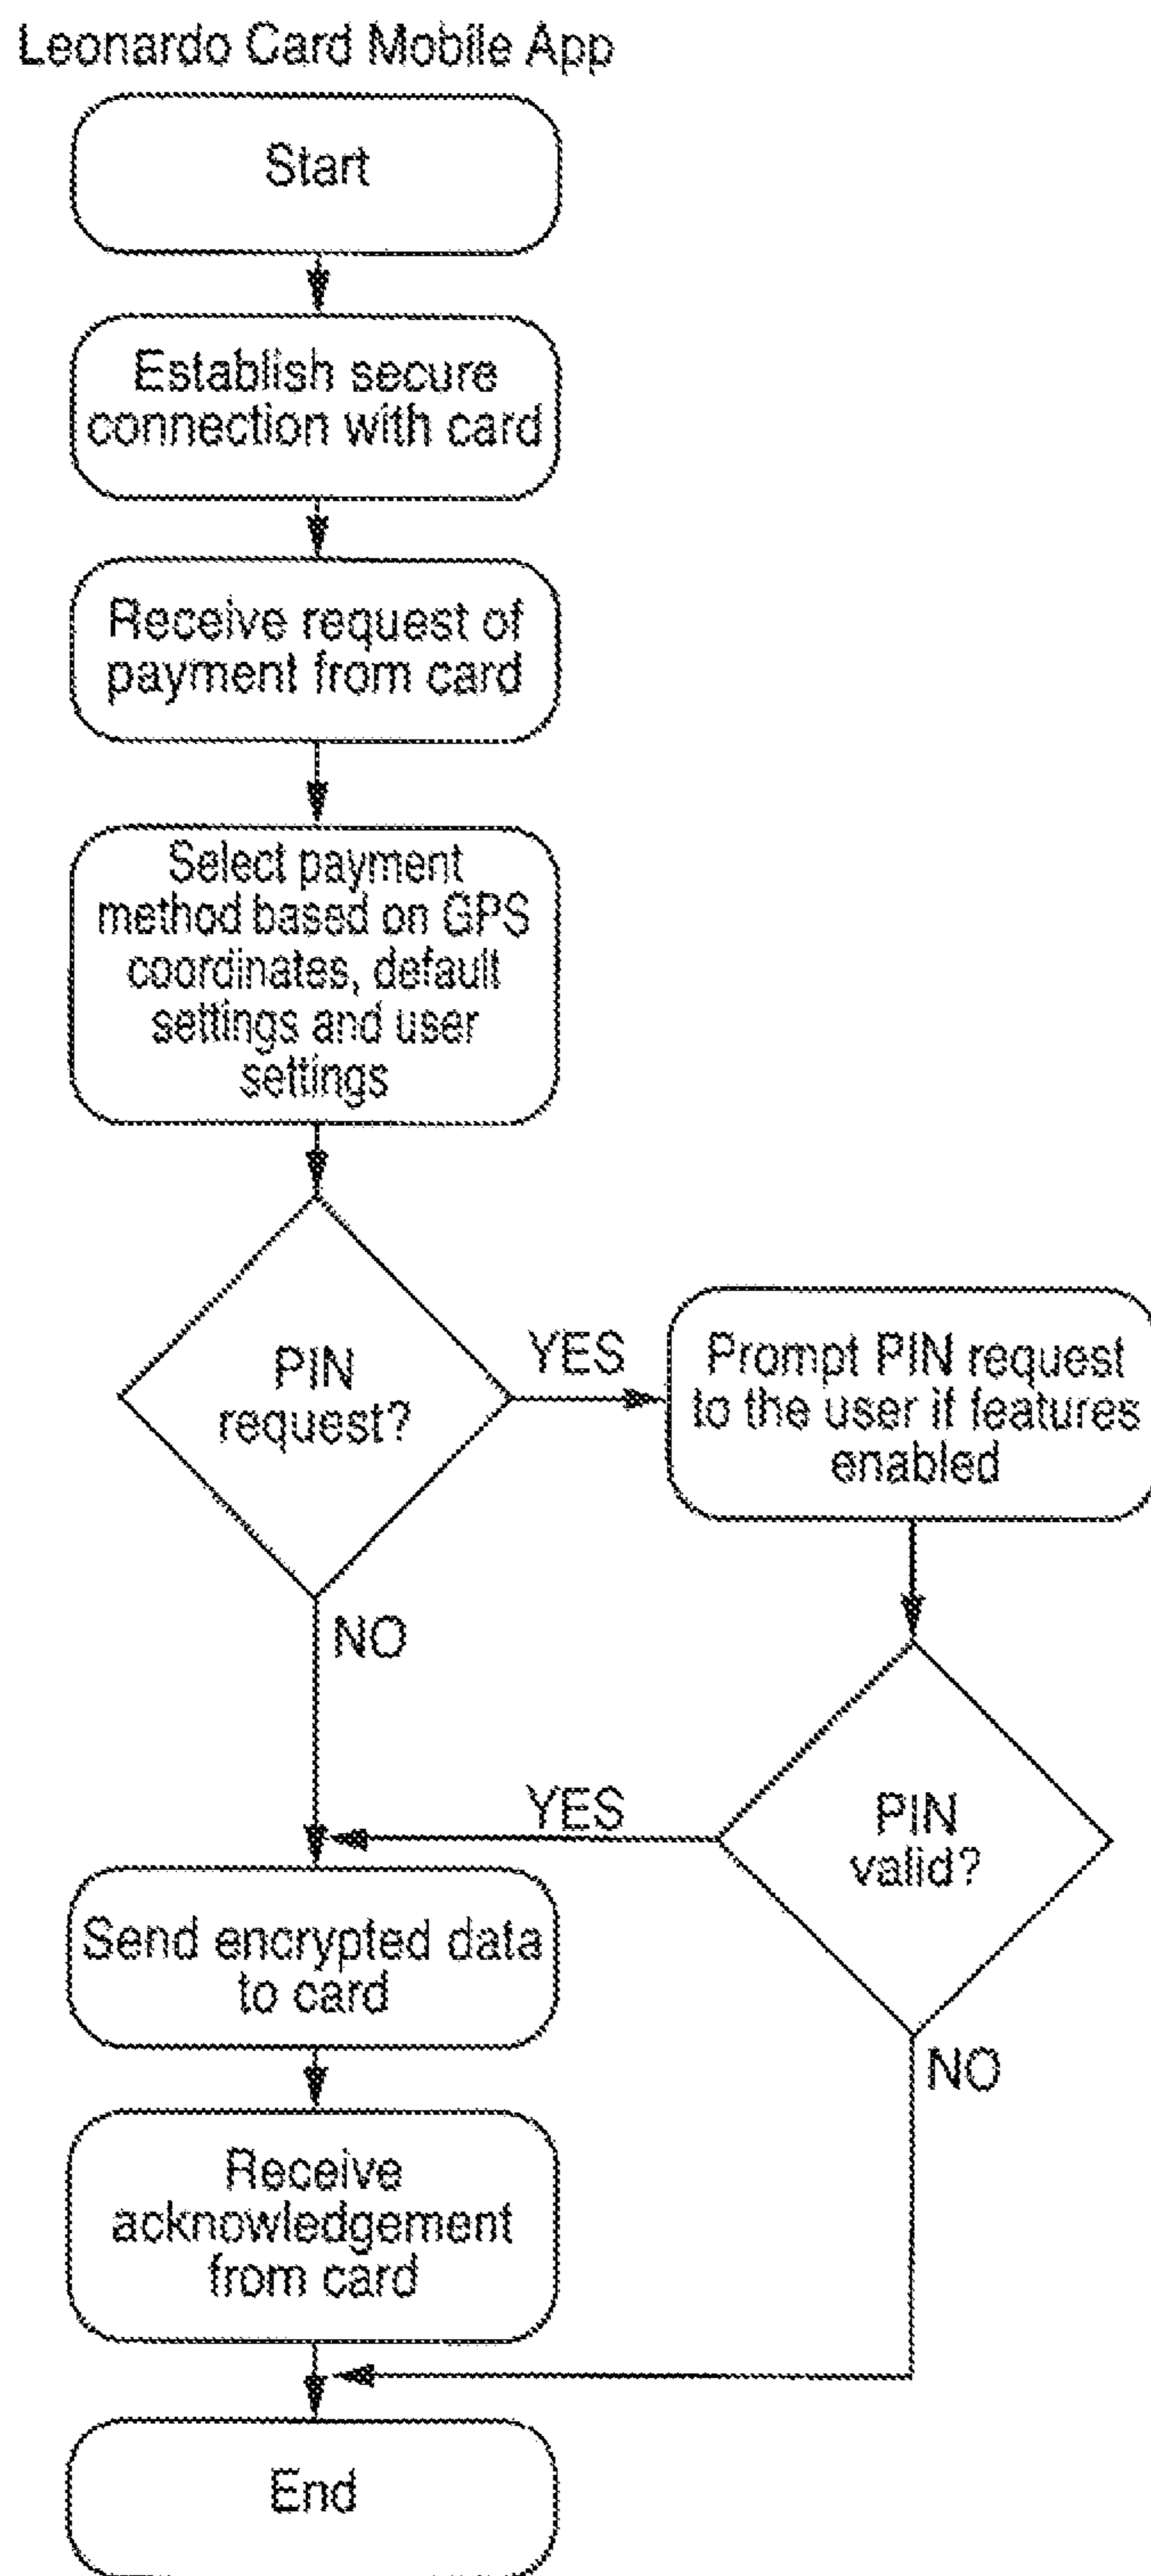 Leonardo Card Mobile App
Start
Establish secure
connection with card
Receive request of
payment from card
Select payment
method based on GPS
coordinates, default
settings and user
settings
PIN
request?
YES
Prompt PIN request
to the user if features
enabled
NO
YES
PIN
valid?
Send encrypted data
to card
NO
Receive
acknowledgement
from card
End